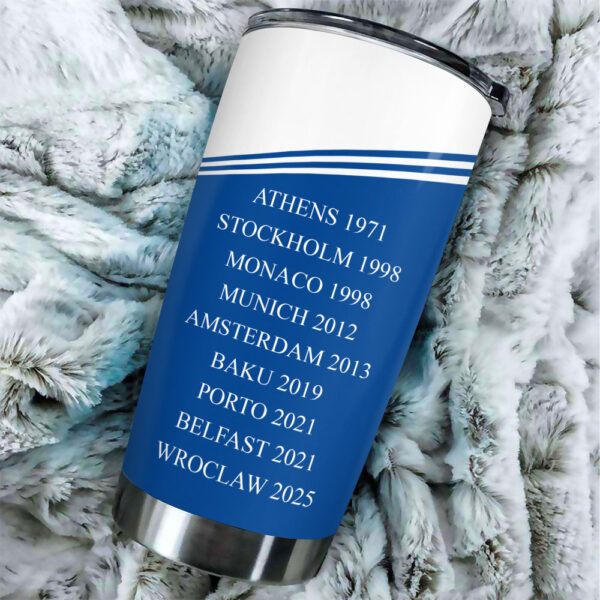 ATHENS 1971
STOCKHOLM 1998
MONACO 1998
MUNICH 2012
AMSTERDAM 2013
BAKU 2019
PORTO 2021
BELFAST 2021
WROCLAW 2025